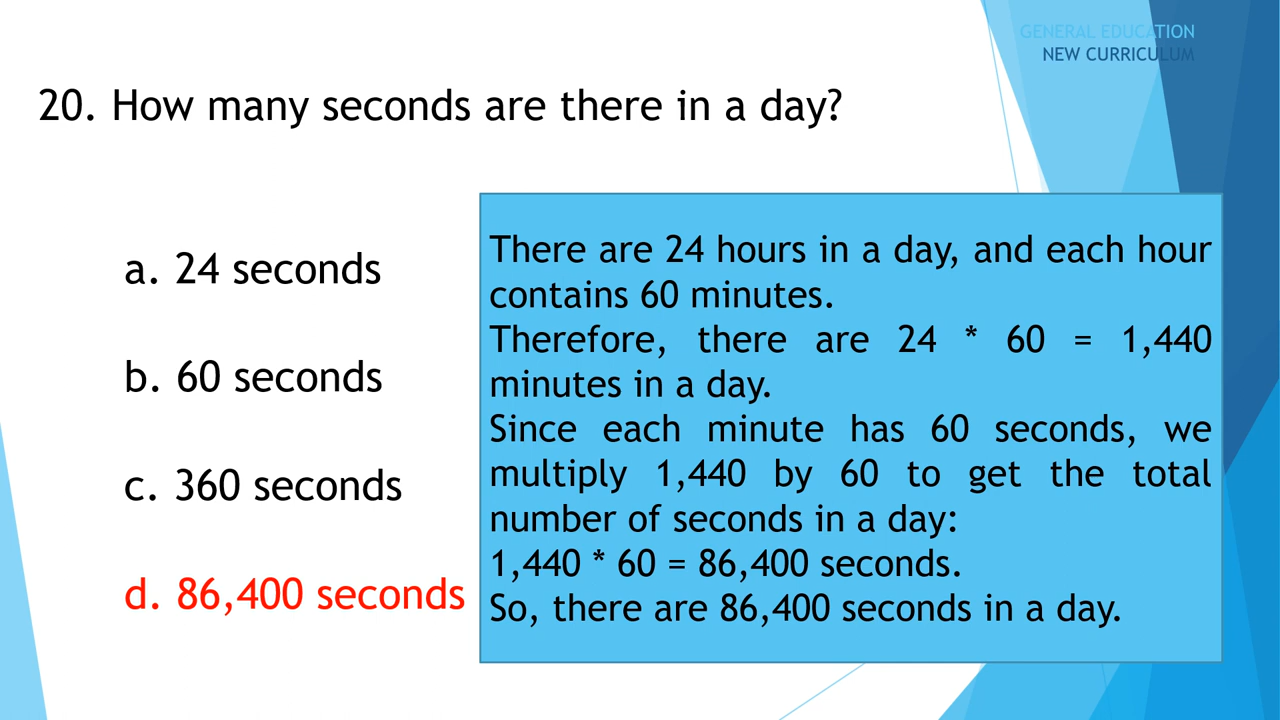 GENERAL EDUCATION
NEW CURRICULUM
20. How many seconds are there in a day?
a. 24 seconds
b. 60 seconds
c. 360 seconds
d. 86,400 seconds
There are 24 hours in a day, and each hour
contains 60 minutes.
Therefore, there are 24 * 60 = 1,440
minutes in a day.
Since each minute has 60 seconds, we
multiply 1,440 by 60 to get the total
number of seconds in a day:
1,440 * 60 = 86,400 seconds.
So, there are 86,400 seconds in a day.